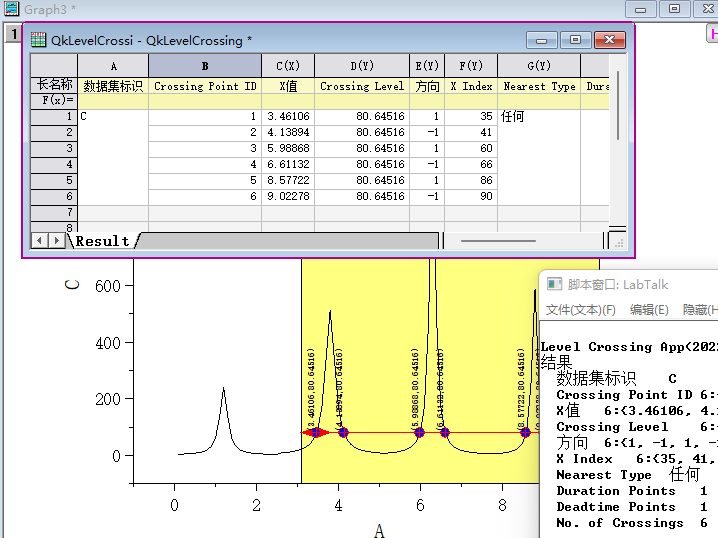 Graph3 *
1
QkLevelCrossi - QkLevelCrossing *
A B C(X) D(Y) E(Y) F(Y) G(Y)
长名称 数据集标识 Crossing Point ID X值 Crossing Level 方向 X Index Nearest Type Dura
F(x)=
1 C 1 3.46106 80.64516 1 35 任何
2 2 4.13894 80.64516 -1 41
3 3 5.98868 80.64516 1 60
4 4 6.61132 80.64516 -1 66
5 5 8.57722 80.64516 1 86
6 6 9.02278 80.64516 -1 90
7
8
Result
600
400
200
0
C
(3.46106,80.64516)
(4.13894,80.64516)
(5.98868,80.64516)
(6.61132,80.64516)
(8.57722,80.64516)
0 2 4 6 8
A
脚本窗口: LabTalk
文件(文本)(F) 编辑(E) 隐藏(H
Level Crossing App(202
结果
数据集标识 C
Crossing Point ID 6:
X值 6:(3.46106, 4.1
Crossing Level 6:
方向 6:(1, -1, 1, -
X Index 6:(35, 41,
Nearest Type 任何
Duration Points 1
Deadtime Points 1
No. of Crossings 6